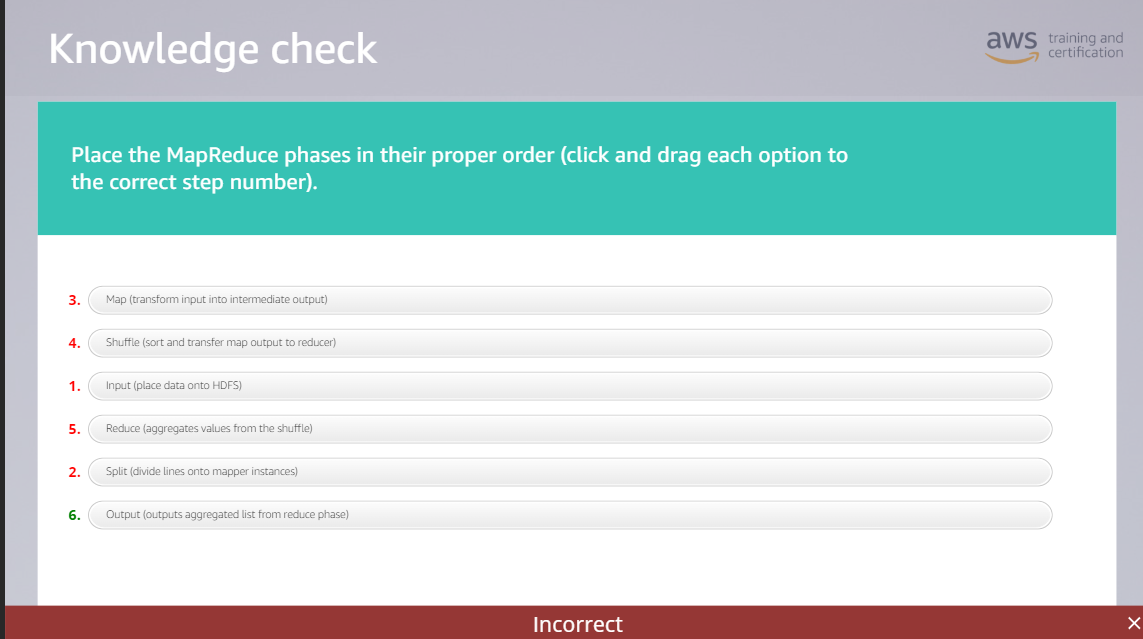 Knowledge check
aws training and
certification
Place the MapReduce phases in their proper order (click and drag each option to
the correct step number).
3. Map (transform input into intermediate output)
4. Shuffle (sort and transfer map output to reducer)
1. Input (place data onto HDFS)
5. Reduce (aggregates values from the shuffle)
2. Split (divide lines onto mapper instances)
6. Output (outputs aggregated list from reduce phase)
Incorrect